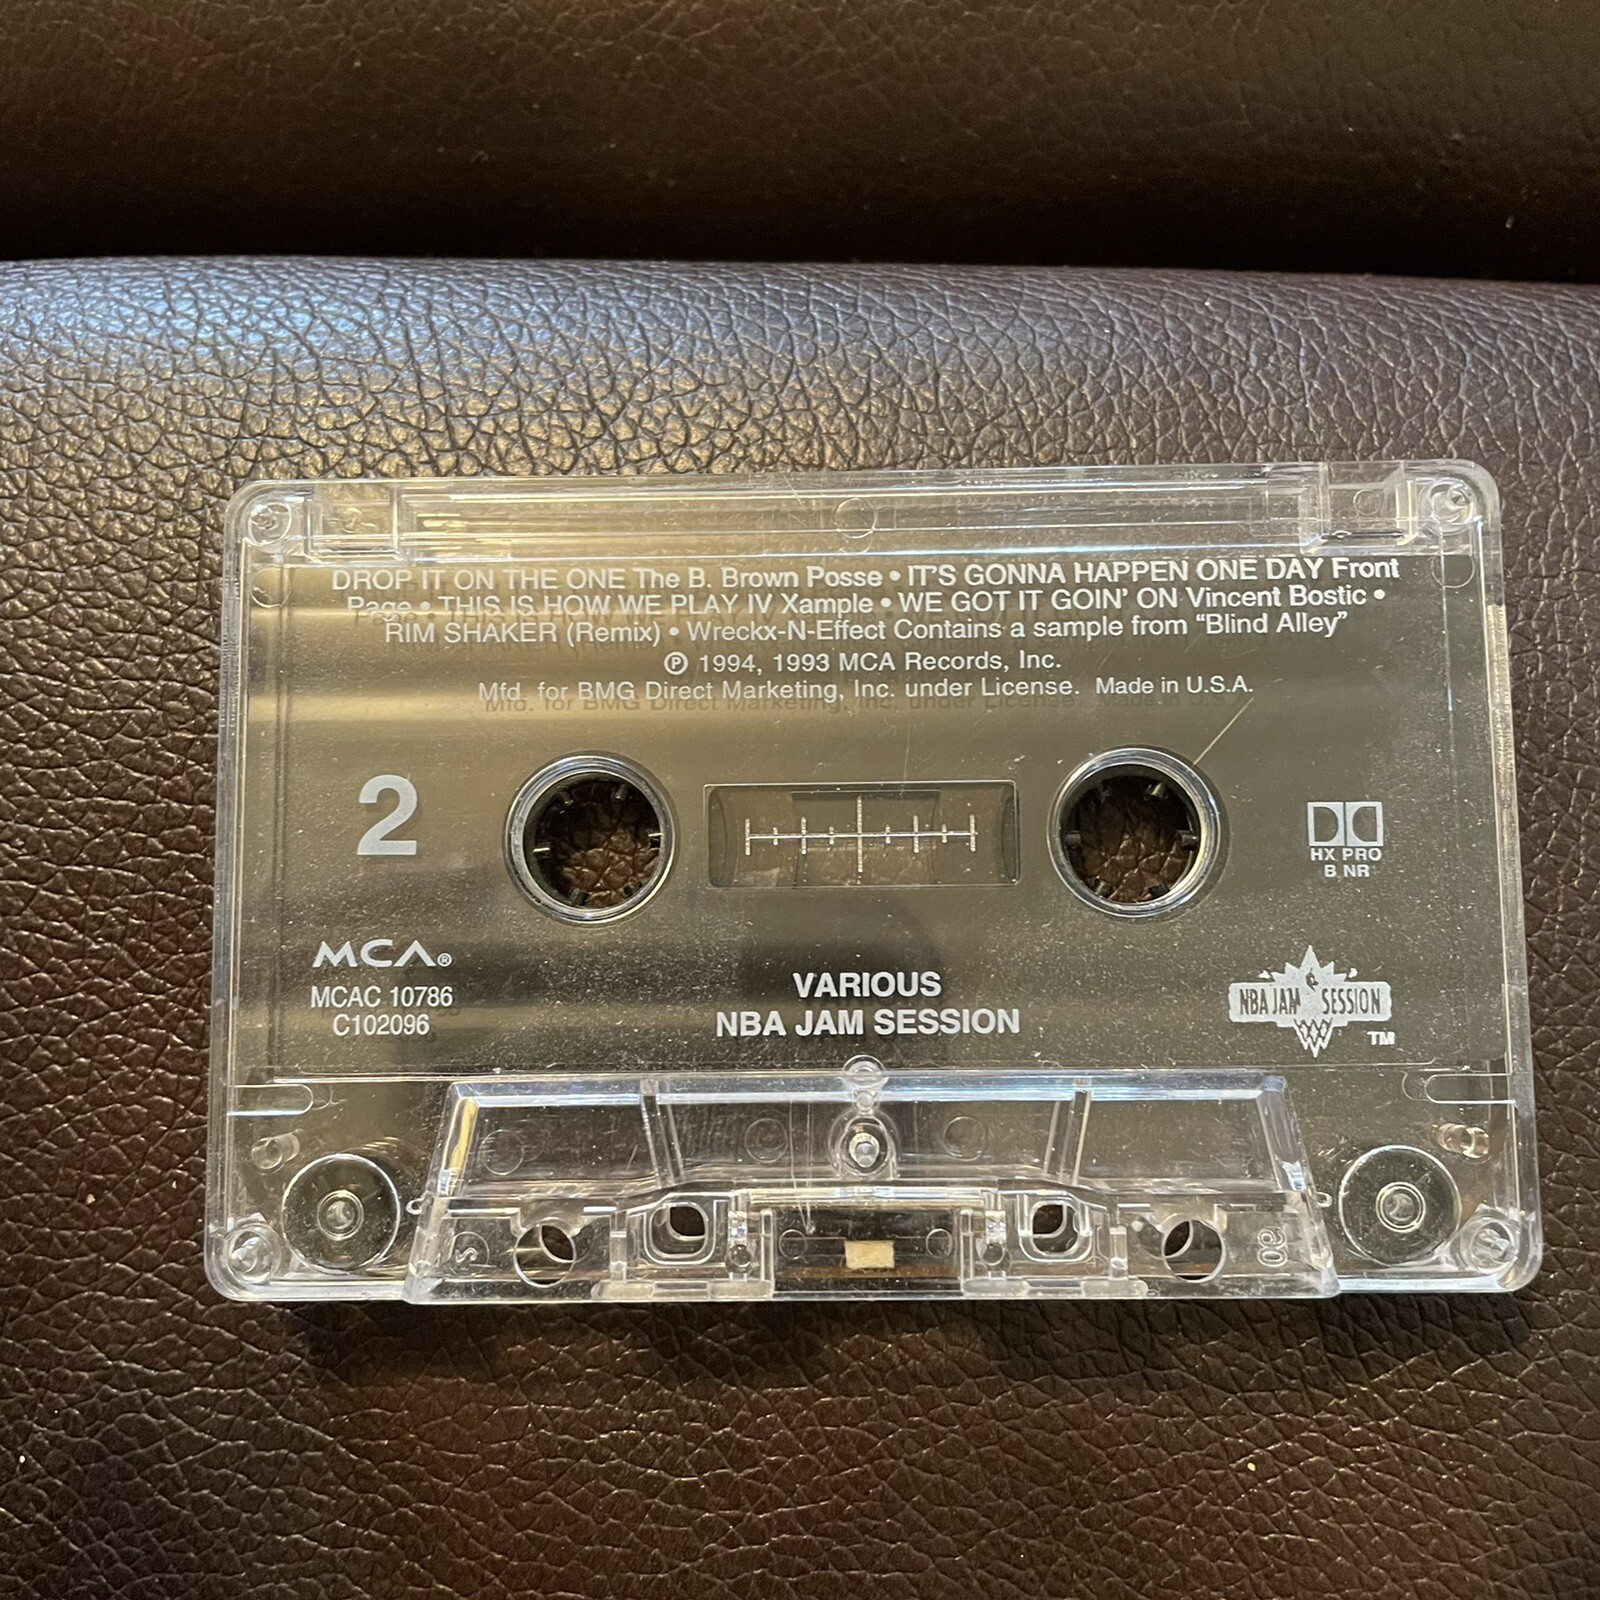 DROP IT ON THE ONE The B. Brown Posse • IT'S GONNA HAPPEN ONE DAY Front
Page • THIS IS HOW WE PLAY IV Xample • WE GOT IT GOIN' ON Vincent Bostic •
RIM SHAKER (Remix) • Wreckx-N-Effect Contains a sample from “Blind Alley”
℗ 1994, 1993 MCA Records, Inc.
Mfd. for BMG Direct Marketing, Inc. under License. Made in U.S.A.
2
HX PRO
B NR
MCA®
MCAC 10786
C102096
VARIOUS
NBA JAM SESSION
NBA JAM SESSION
TM